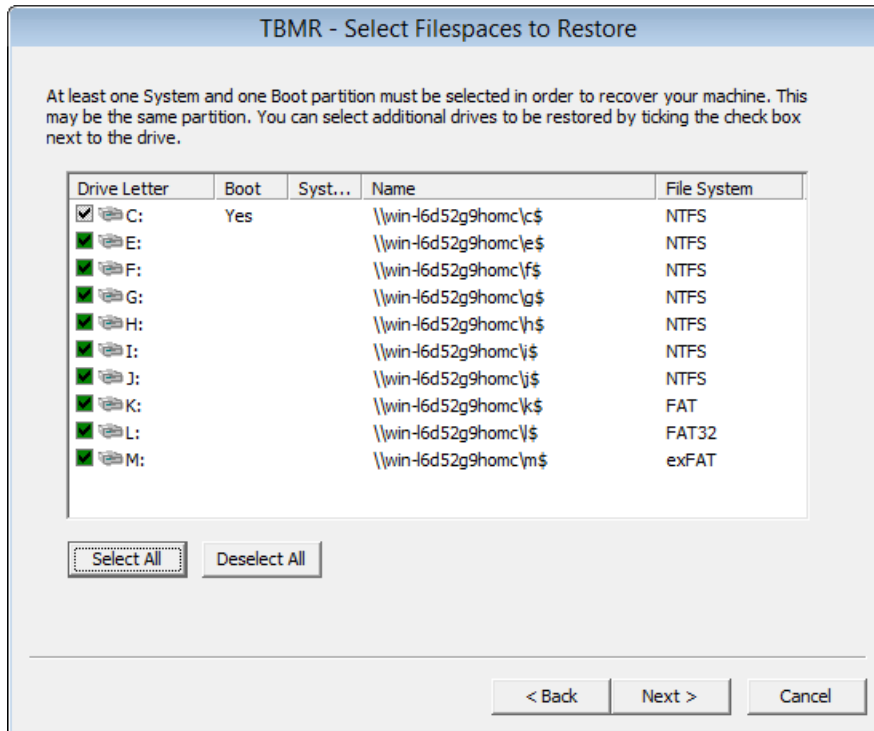 TBMR - Select Filespaces to Restore
At least one System and one Boot partition must be selected in order to recover your machine. This
may be the same partition. You can select additional drives to be restored by ticking the check box
next to the drive.
Drive Letter Boot Syst... Name File System
C: Yes \\win-l6d52g9homc\c$ NTFS
E: \\win-l6d52g9homc\e$ NTFS
F: \\win-l6d52g9homc\f$ NTFS
G: \\win-l6d52g9homc\g$ NTFS
H: \\win-l6d52g9homc\h$ NTFS
I: \\win-l6d52g9homc\i$ NTFS
J: \\win-l6d52g9homc\j$ NTFS
K: \\win-l6d52g9homc\k$ FAT
L: \\win-l6d52g9homc\l$ FAT32
M: \\win-l6d52g9homc\m$ exFAT
Select All Deselect All
< Back Next > Cancel